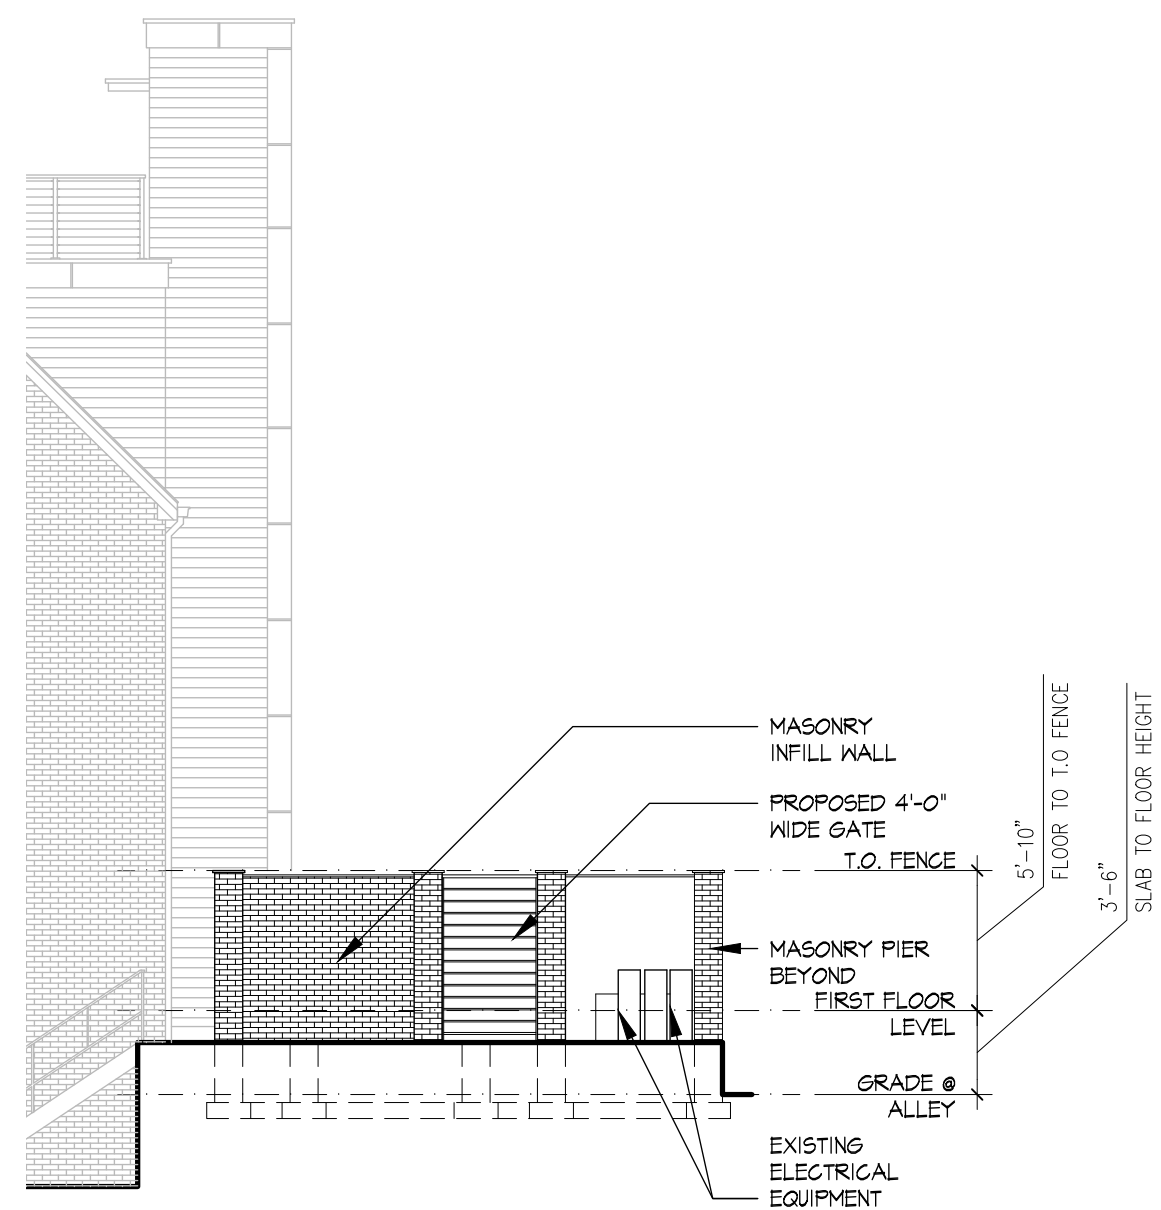 MASONRY
INFILL WALL
PROPOSED 4'-0"
WIDE GATE
T.O. FENCE
5'-10"
FLOOR TO T.O FENCE
3'-6"
SLAB TO FLOOR HEIGHT
MASONRY PIER
BEYOND
FIRST FLOOR
LEVEL
GRADE @
ALLEY
EXISTING
ELECTRICAL
EQUIPMENT